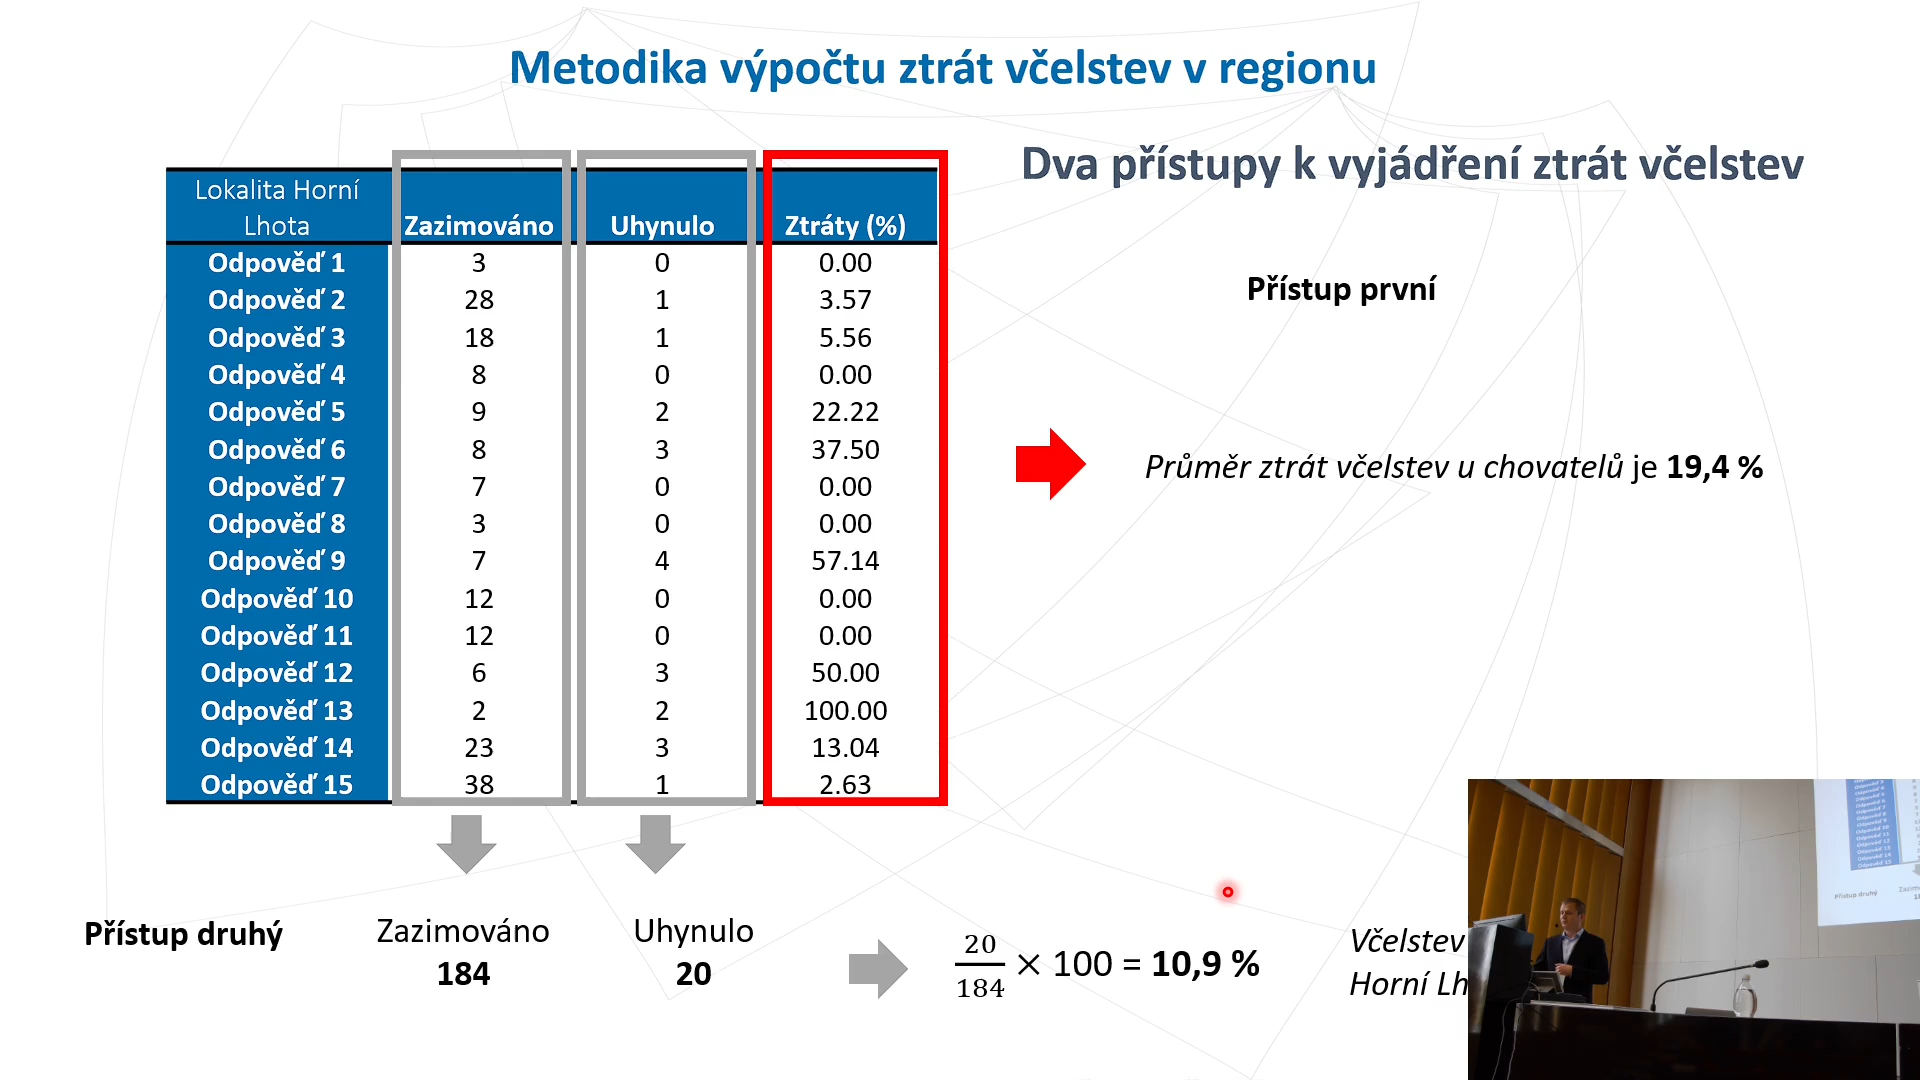 Metodika výpočtu ztrát včelstev v regionu
Dva přístupy k vyjádření ztrát včelstev
Lokalita Horní
Lhota
Zazimováno Uhynulo Ztráty (%)
Odpověď 1 3 0 0.00
Odpověď 2 28 1 3.57
Odpověď 3 18 1 5.56
Odpověď 4 8 0 0.00
Odpověď 5 9 2 22.22
Odpověď 6 8 3 37.50
Odpověď 7 7 0 0.00
Odpověď 8 3 0 0.00
Odpověď 9 7 4 57.14
Odpověď 10 12 0 0.00
Odpověď 11 12 0 0.00
Odpověď 12 6 3 50.00
Odpověď 13 2 2 100.00
Odpověď 14 23 3 13.04
Odpověď 15 38 1 2.63
Přístup první
Průměr ztrát včelstev u chovatelů je 19,4 %
Přístup druhý
Zazimováno
184
Uhynulo
20
20/184 × 100 = 10,9 %
Včelstev
Horní Lh
Přístup druhý